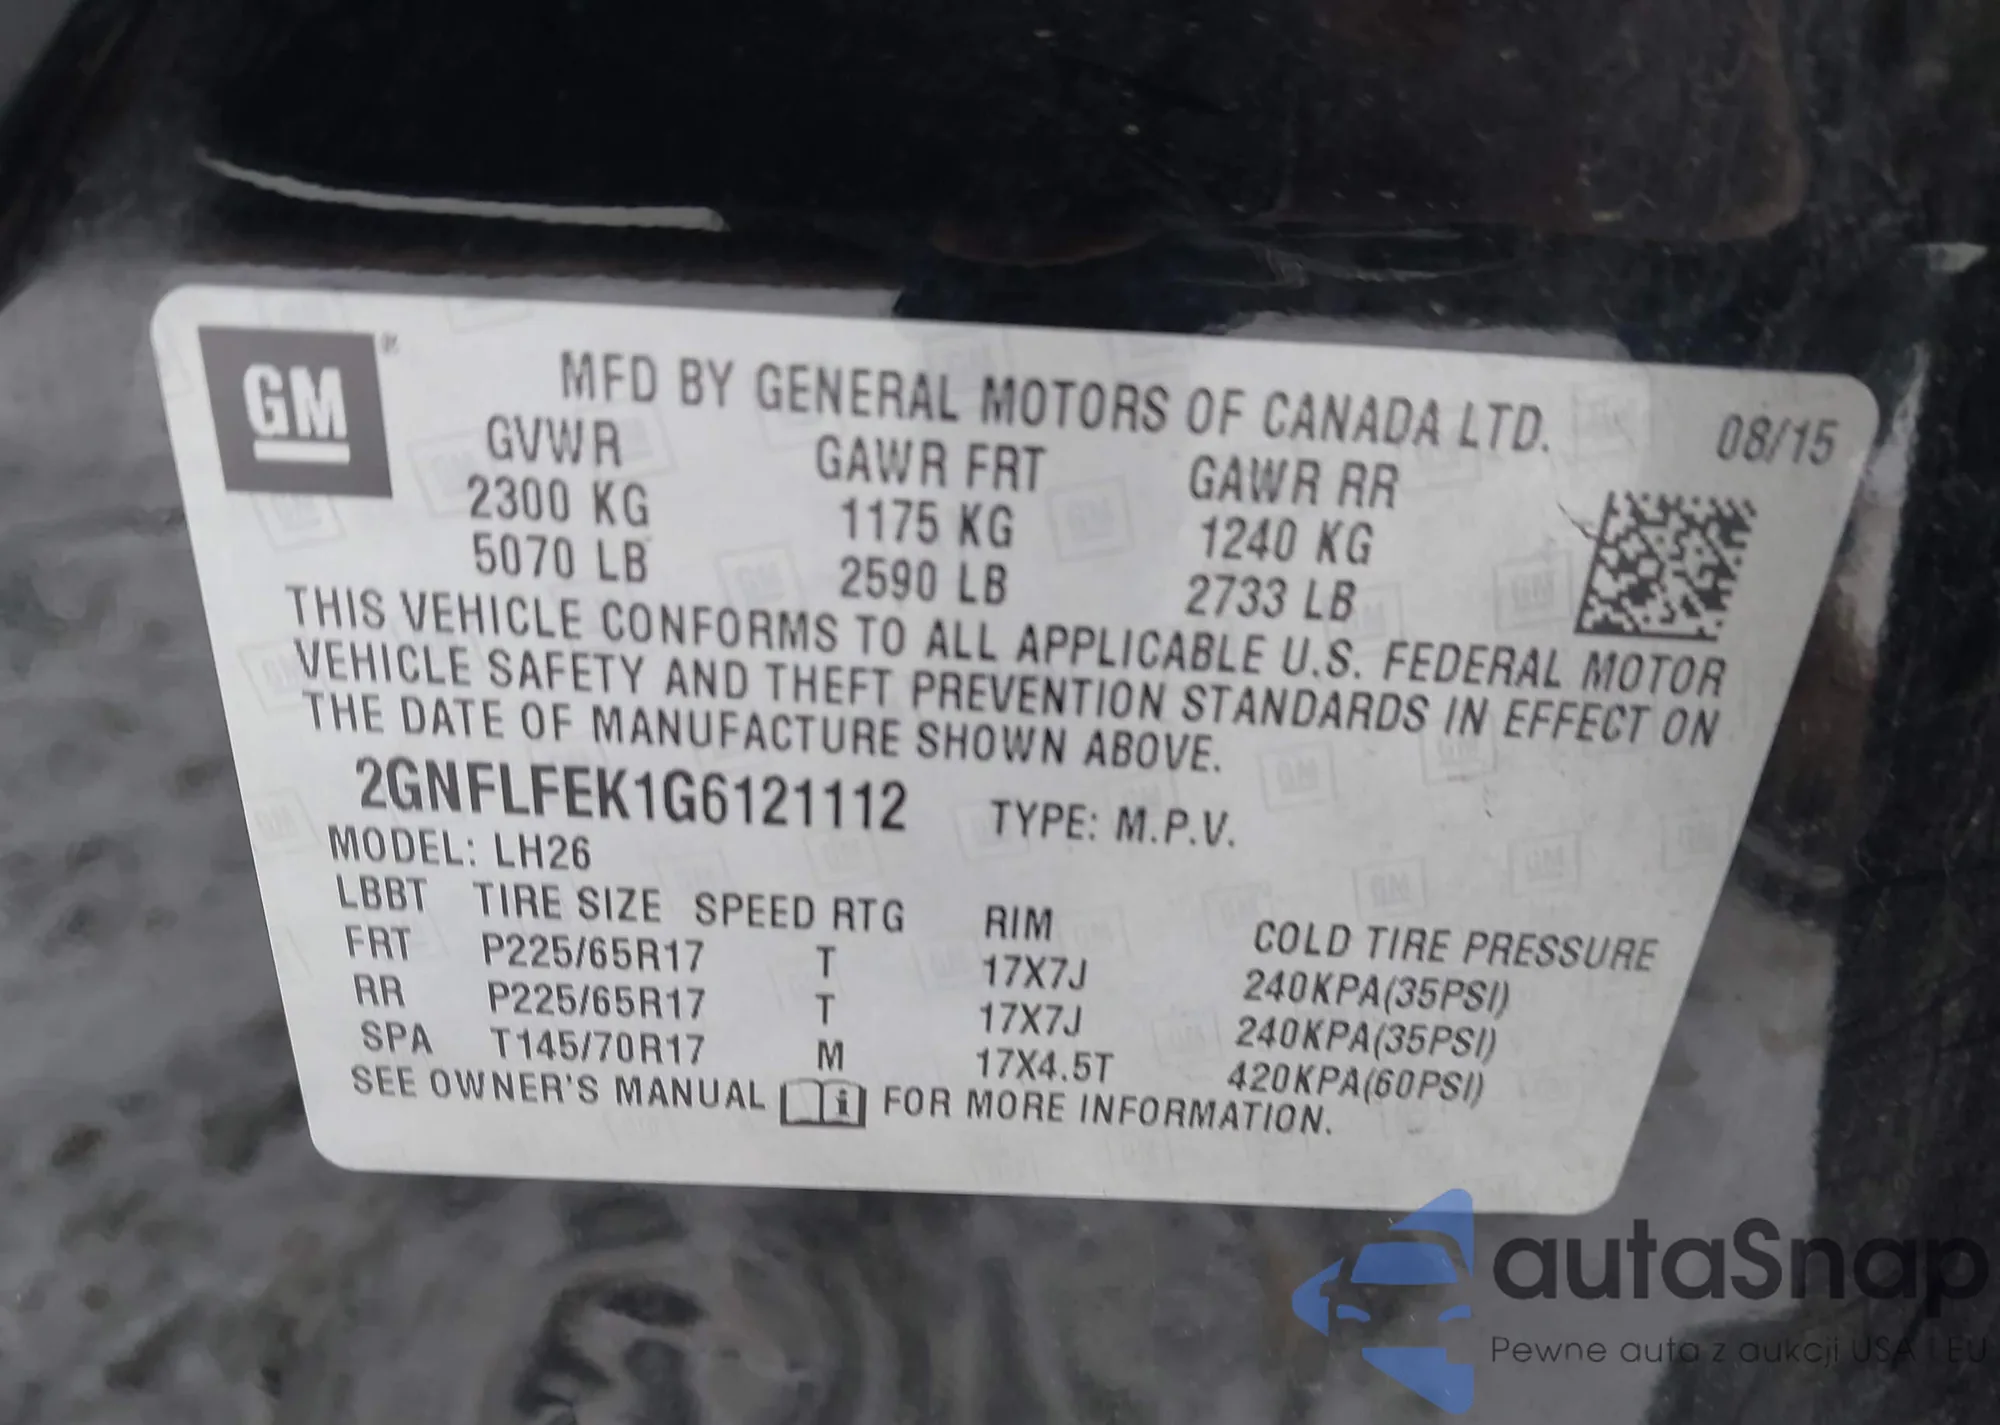 GM ®
MFD BY GENERAL MOTORS OF CANADA LTD.
08/15
GVWR GAWR FRT GAWR RR
2300 KG 1175 KG 1240 KG
5070 LB 2590 LB 2733 LB
THIS VEHICLE CONFORMS TO ALL APPLICABLE U.S. FEDERAL MOTOR
VEHICLE SAFETY AND THEFT PREVENTION STANDARDS IN EFFECT ON
THE DATE OF MANUFACTURE SHOWN ABOVE.
2GNFLFEK1G6121112 TYPE: M.P.V.
MODEL: LH26
LBBT TIRE SIZE SPEED RTG RIM COLD TIRE PRESSURE
FRT P225/65R17 T 17X7J 240KPA(35PSI)
RR P225/65R17 T 17X7J 240KPA(35PSI)
SPA T145/70R17 M 17X4.5T 420KPA(60PSI)
SEE OWNER'S MANUAL i FOR MORE INFORMATION.
autaSnap
Pewne auta z aukcji USA i EU